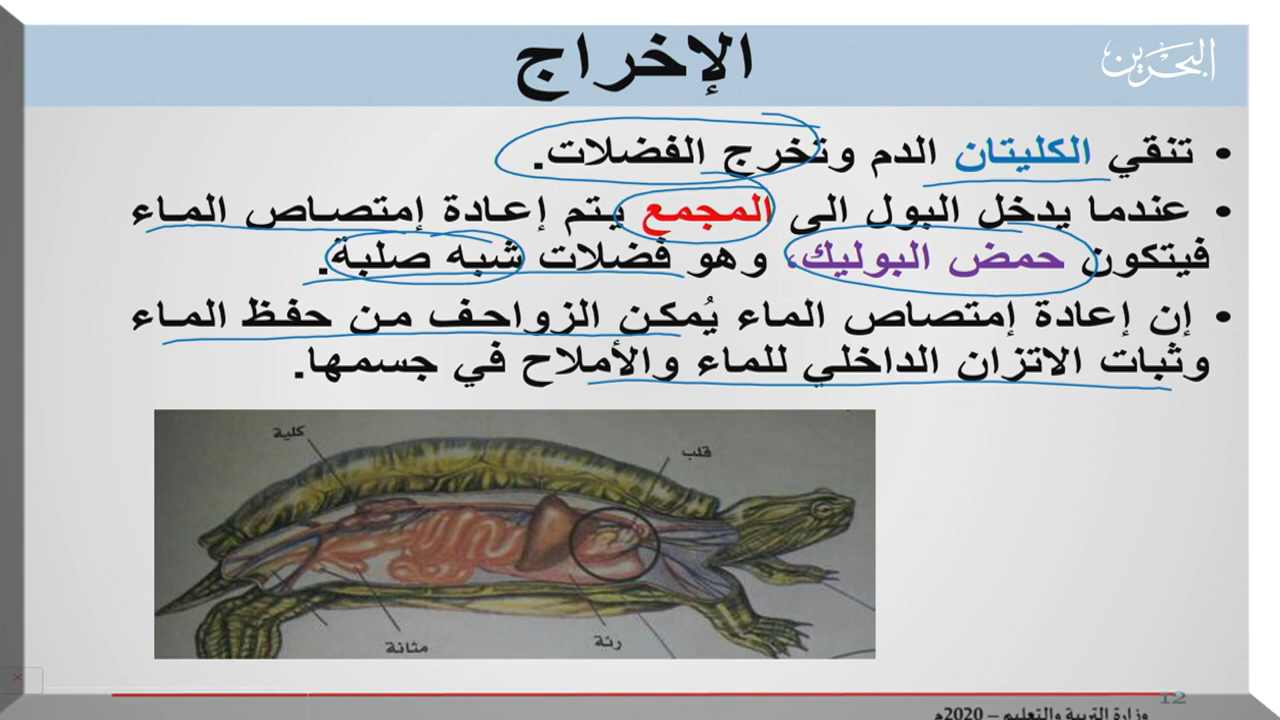 الإخراج
البحرين
• تنقي الكليتان الدم وتخرج الفضلات.
• عندما يدخل البول الى المجمع يتم إعادة إمتصاص الماء
فيتكون حمض البوليك، وهو فضلات شبه صلبة.
• إن إعادة إمتصاص الماء يُمكن الزواحف من حفظ الماء
وثبات الاتزان الداخلي للماء والأملاح في جسمها.
كلية
قلب
مثانة
رئة
12
وزارة التربية والتعليم – 2020م